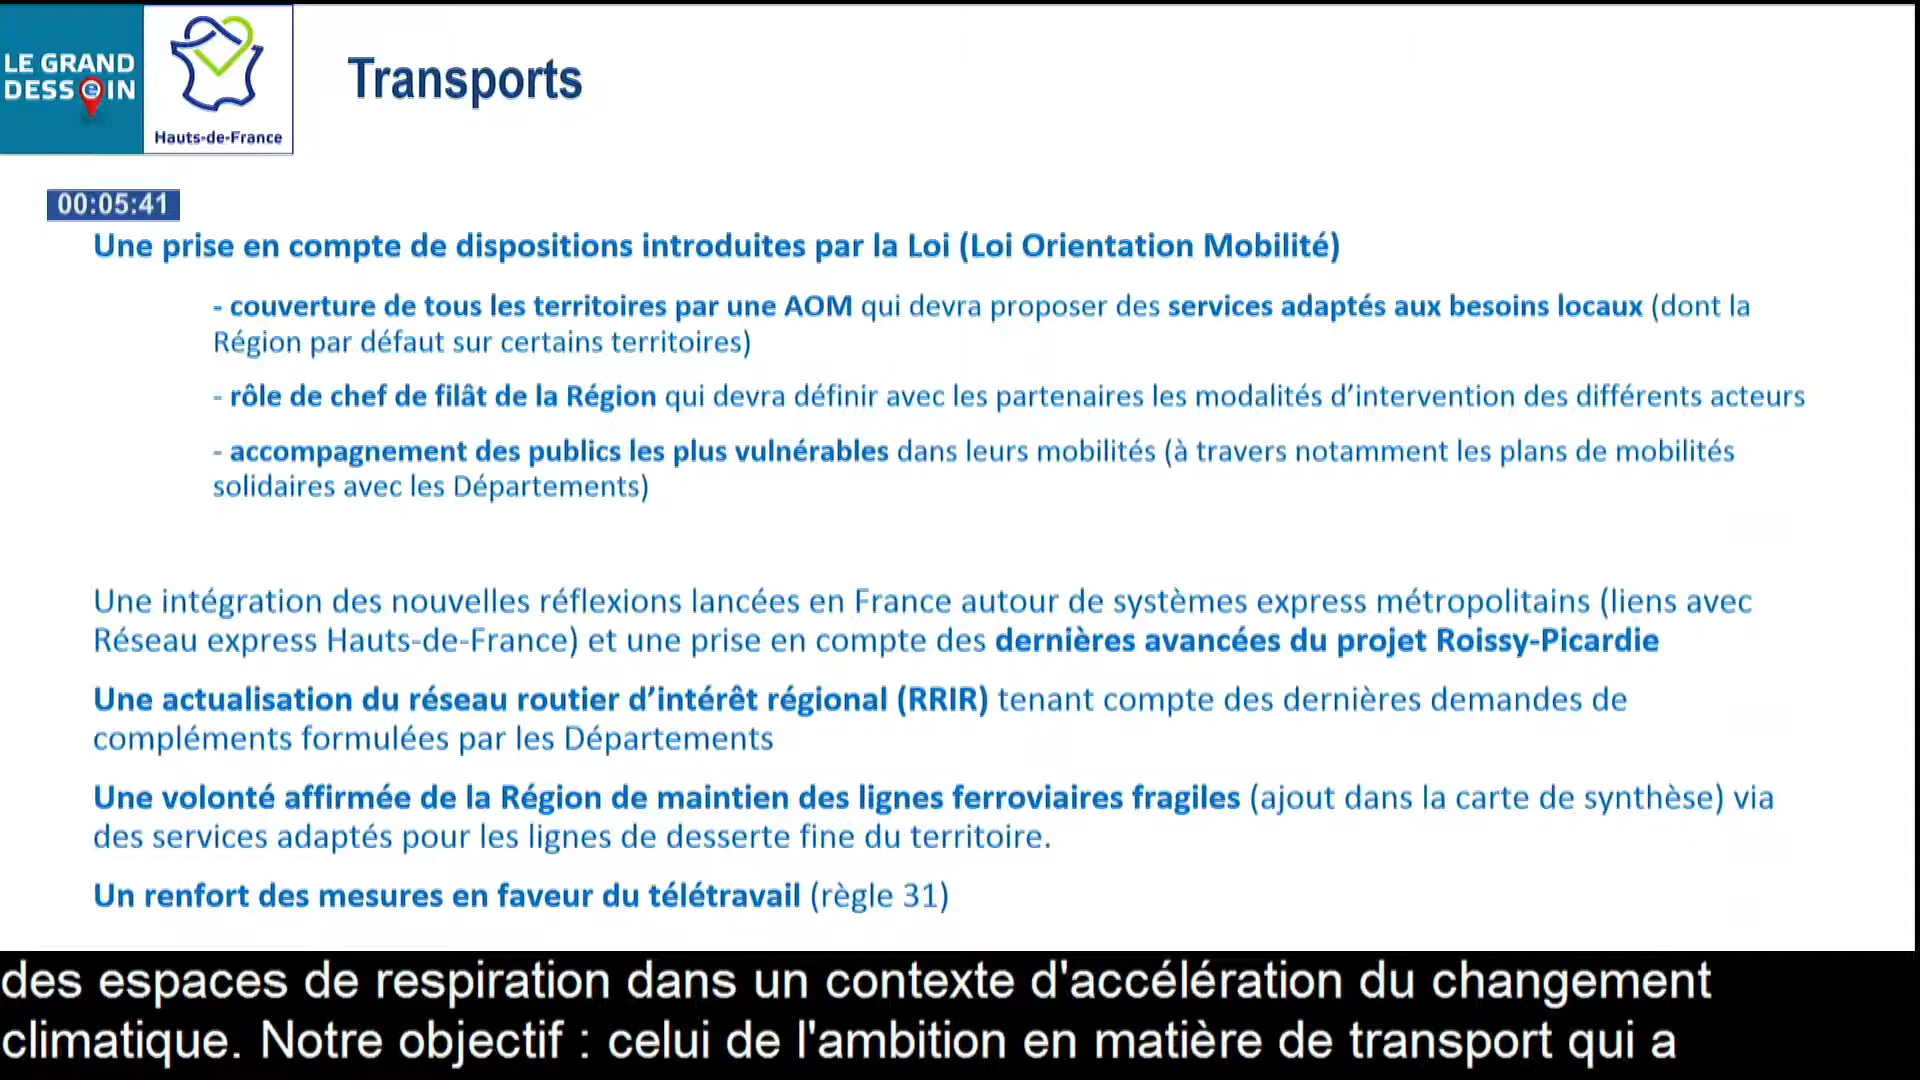 LE GRAND
DESSEIN
Hauts-de-France
Transports
00:05:41
Une prise en compte de dispositions introduites par la Loi (Loi Orientation Mobilité)
- couverture de tous les territoires par une AOM qui devra proposer des services adaptés aux besoins locaux (dont la
Région par défaut sur certains territoires)
- rôle de chef de filât de la Région qui devra définir avec les partenaires les modalités d’intervention des différents acteurs
- accompagnement des publics les plus vulnérables dans leurs mobilités (à travers notamment les plans de mobilités
solidaires avec les Départements)
Une intégration des nouvelles réflexions lancées en France autour de systèmes express métropolitains (liens avec
Réseau express Hauts-de-France) et une prise en compte des dernières avancées du projet Roissy-Picardie
Une actualisation du réseau routier d’intérêt régional (RRIR) tenant compte des dernières demandes de
compléments formulées par les Départements
Une volonté affirmée de la Région de maintien des lignes ferroviaires fragiles (ajout dans la carte de synthèse) via
des services adaptés pour les lignes de desserte fine du territoire.
Un renfort des mesures en faveur du télétravail (règle 31)
des espaces de respiration dans un contexte d'accélération du changement
climatique. Notre objectif : celui de l'ambition en matière de transport qui a